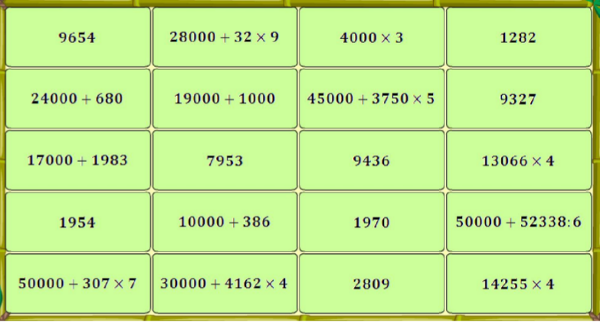 9654 28000 + 32 × 9 4000 × 3 1282
24000 + 680 19000 + 1000 45000 + 3750 × 5 9327
17000 + 1983 7953 9436 13066 × 4
1954 10000 + 386 1970 50000 + 52338:6
50000 + 307 × 7 30000 + 4162 × 4 2809 14255 × 4